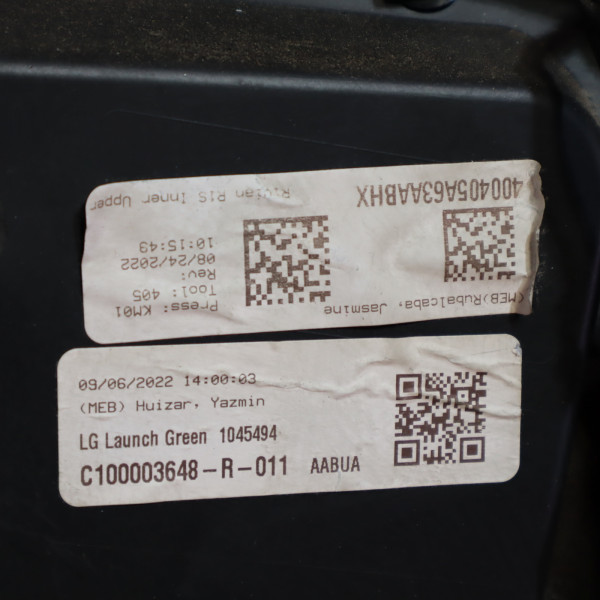 400405A63AABHX
Rivian R1S Inner Upper
(MEB)Rubalcaba, Jasmine
10:15:49
08/24/2022
Rev:
Tool: 405
Press: KM01
09/06/2022 14:00:03
(MEB) Huizar, Yazmin
LG Launch Green 1045494
C100003648-R-011 AABUA